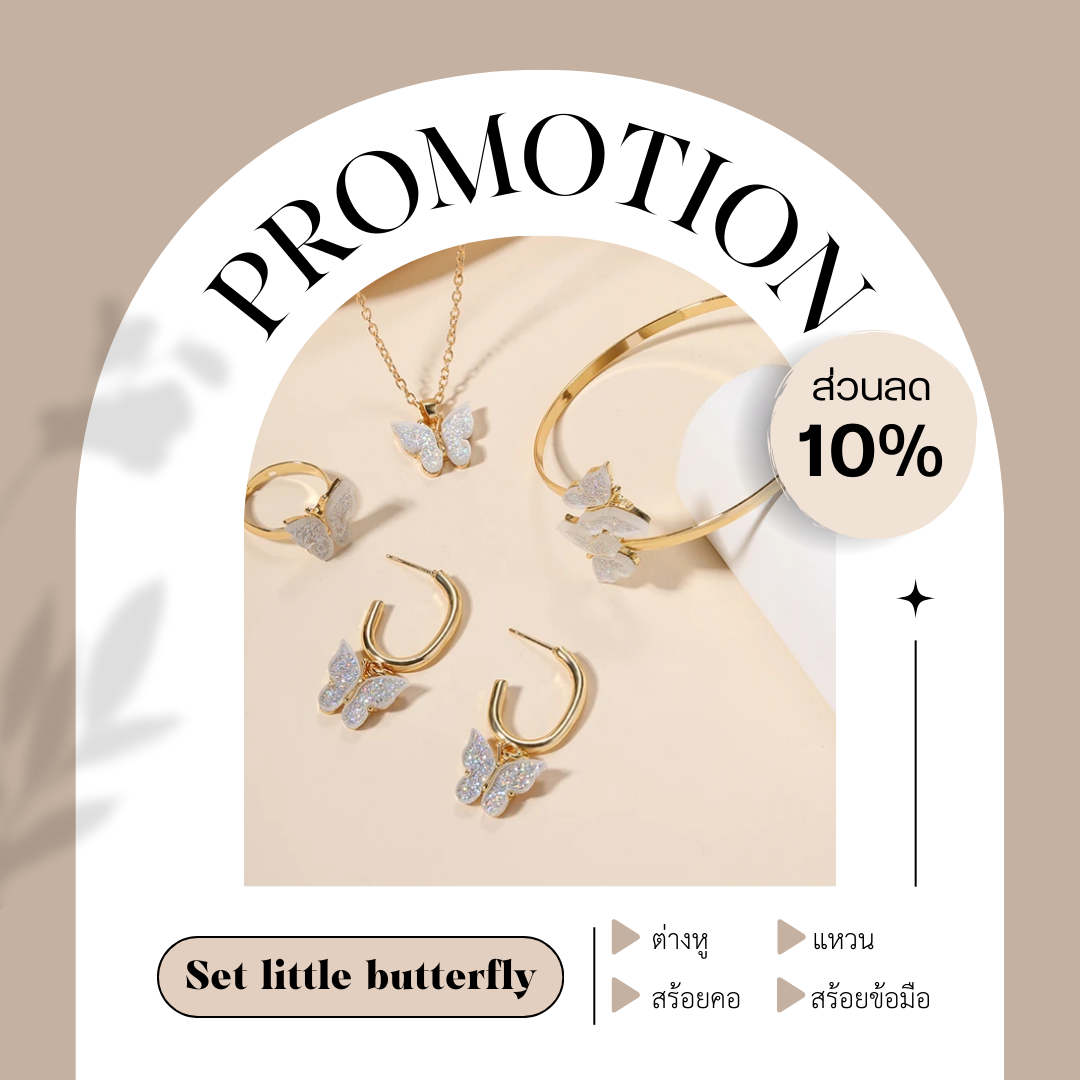 PROMOTION
ส่วนลด
10%
Set little butterfly
ต่างหู
แหวน
สร้อยคอ
สร้อยข้อมือ